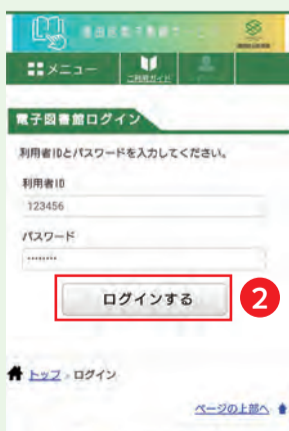 メニュー
ご利用ガイド
電子図書館ログイン
利用者IDとパスワードを入力してください。
利用者ID
123456
パスワード
********
ログインする
2
トップ > ログイン
ページの上部へ